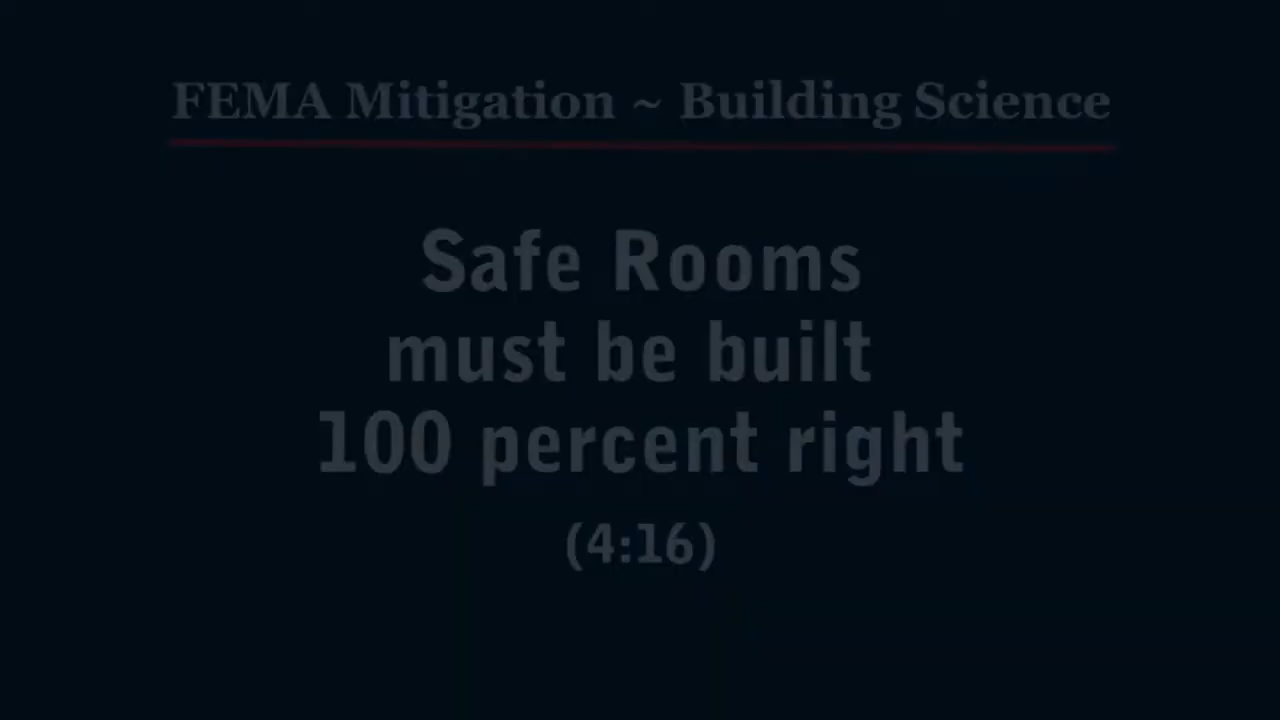 FEMA Mitigation ~ Building Science
Safe Rooms
must be built
100 percent right
(4:16)